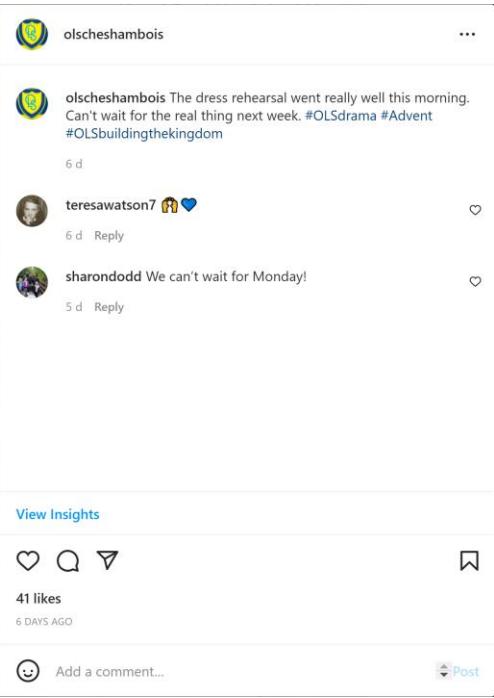 olscheshambois
olscheshambois The dress rehearsal went really well this morning.
Can't wait for the real thing next week. #OLSdrama #Advent
#OLSbuildingthekingdom
6 d
teresawatson7 🙌💙
6 d Reply
sharondodd We can't wait for Monday!
5 d Reply
View Insights
41 likes
6 DAYS AGO
Add a comment...
Post